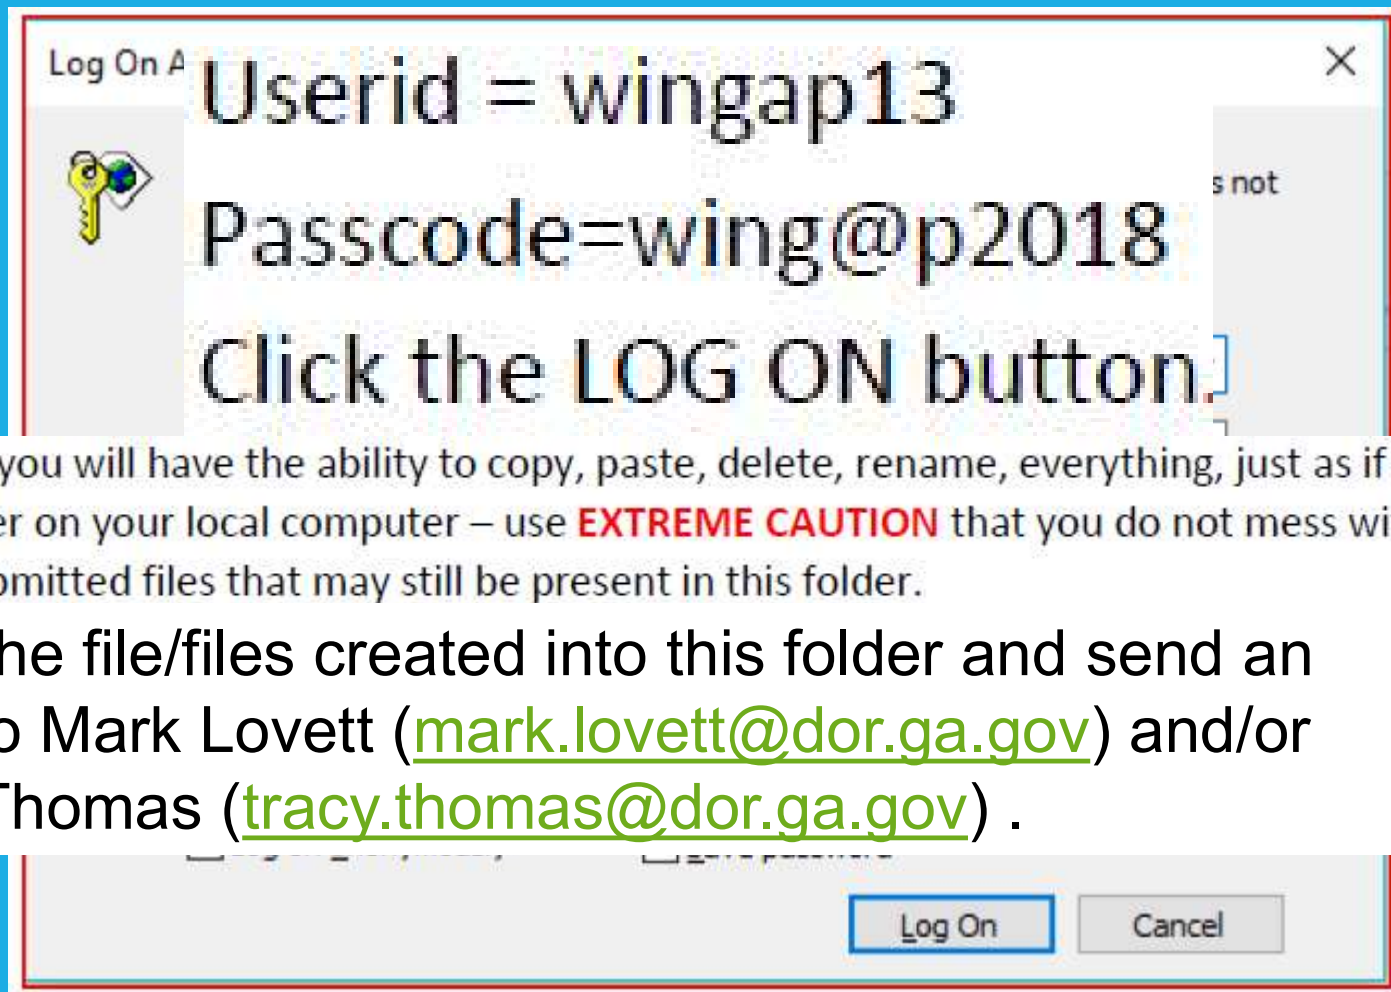 Log On A
Userid = wingap13
s not
Passcode=wing@p2018
Click the LOG ON button.
you will have the ability to copy, paste, delete, rename, everything, just as if
er on your local computer – use EXTREME CAUTION that you do not mess wi
bmitted files that may still be present in this folder.
he file/files created into this folder and send an
o Mark Lovett (mark.lovett@dor.ga.gov) and/or
Thomas (tracy.thomas@dor.ga.gov) .
Log On
Cancel